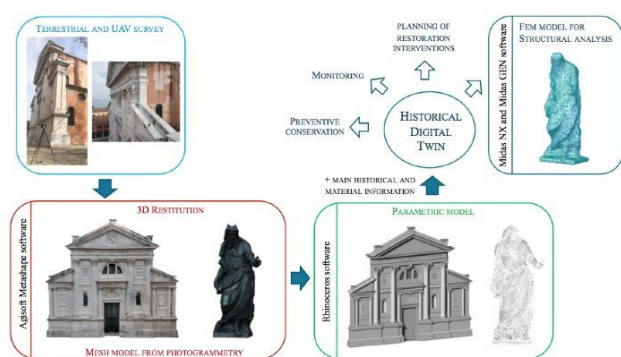 TERRESTRIAL AND UAV SURVEY
PLANNING OF
RESTORATION
INTERVENTIONS
MONITORING
PREVENTIVE
CONSERVATION
HISTORICAL
DIGITAL
TWIN
Midas NX and Midas GEN software
FEM MODEL FOR
STRUCTURAL ANALYSIS
+ MAIN HISTORICAL AND
MATERIAL INFORMATION
Agisoft Metashape software
3D RESTITUTION
MESH MODEL FROM PHOTOGRAMMETRY
Rhinoceros software
PARAMETRIC MODEL